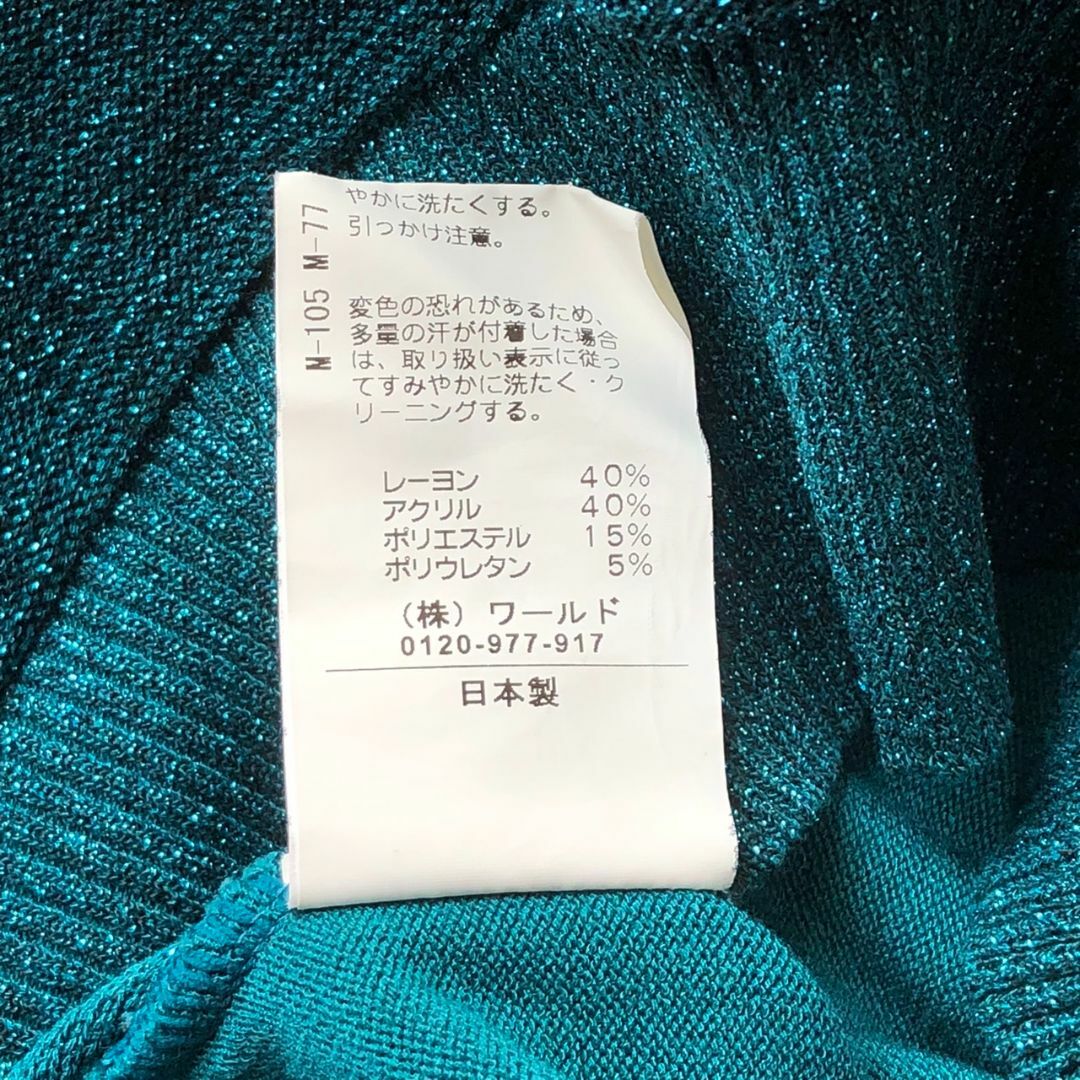 やかに洗たくする。
引っかけ注意。
変色の恐れがあるため、
多量の汗が付着した場合
は、取り扱い表示に従っ
てすみやかに洗たく・ク
リーニングする。
レーヨン 40%
アクリル 40%
ポリエステル 15%
ポリウレタン 5%
(株) ワールド
0120-977-917
日本製
M-105 M-77